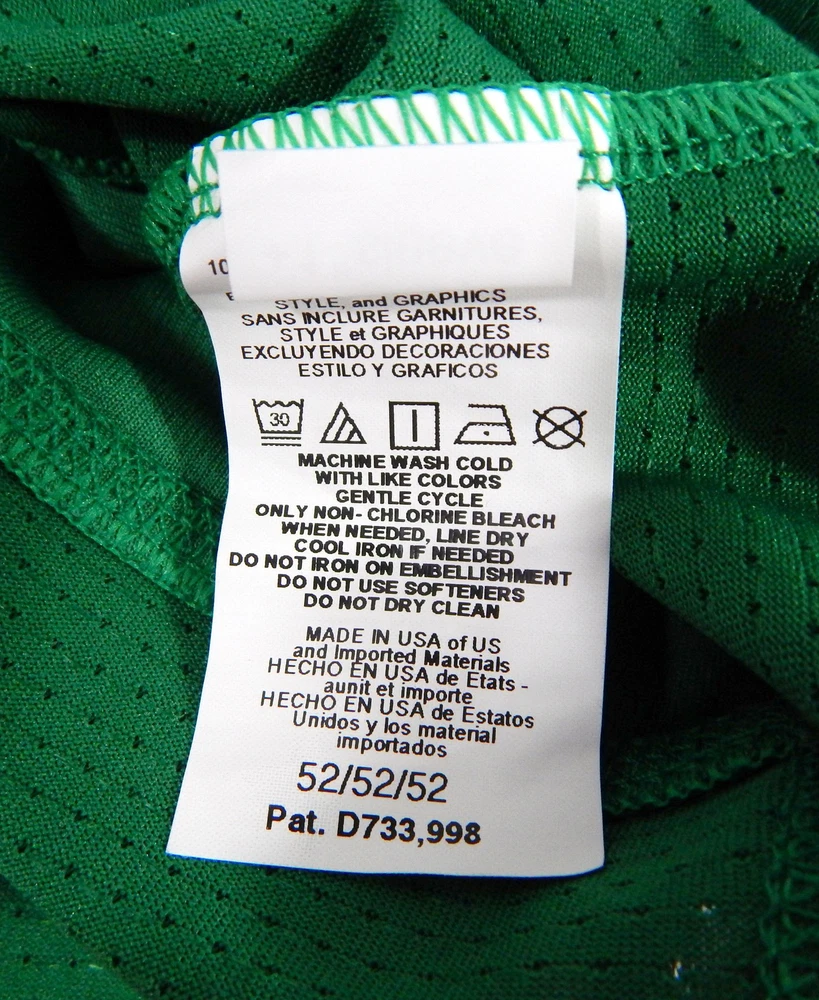 10
STYLE, and GRAPHICS
SANS INCLURE GARNITURES,
STYLE et GRAPHIQUES
EXCLUYENDO DECORACIONES
ESTILO Y GRAFICOS
30
MACHINE WASH COLD
WITH LIKE COLORS
GENTLE CYCLE
ONLY NON-CHLORINE BLEACH
WHEN NEEDED, LINE DRY
COOL IRON IF NEEDED
DO NOT IRON ON EMBELLISHMENT
DO NOT USE SOFTENERS
DO NOT DRY CLEAN
MADE IN USA of US
and Imported Materials
HECHO EN USA de Etats -
aunit et importe
HECHO EN USA de Estatos
Unidos y los material
importados
52/52/52
Pat. D733,998